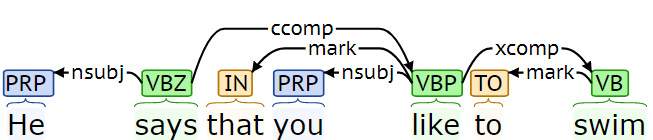 ccomp
mark xcomp
PRP nsubj VBZ IN PRP nsubj VBP TO mark VB
He says that you like to swim